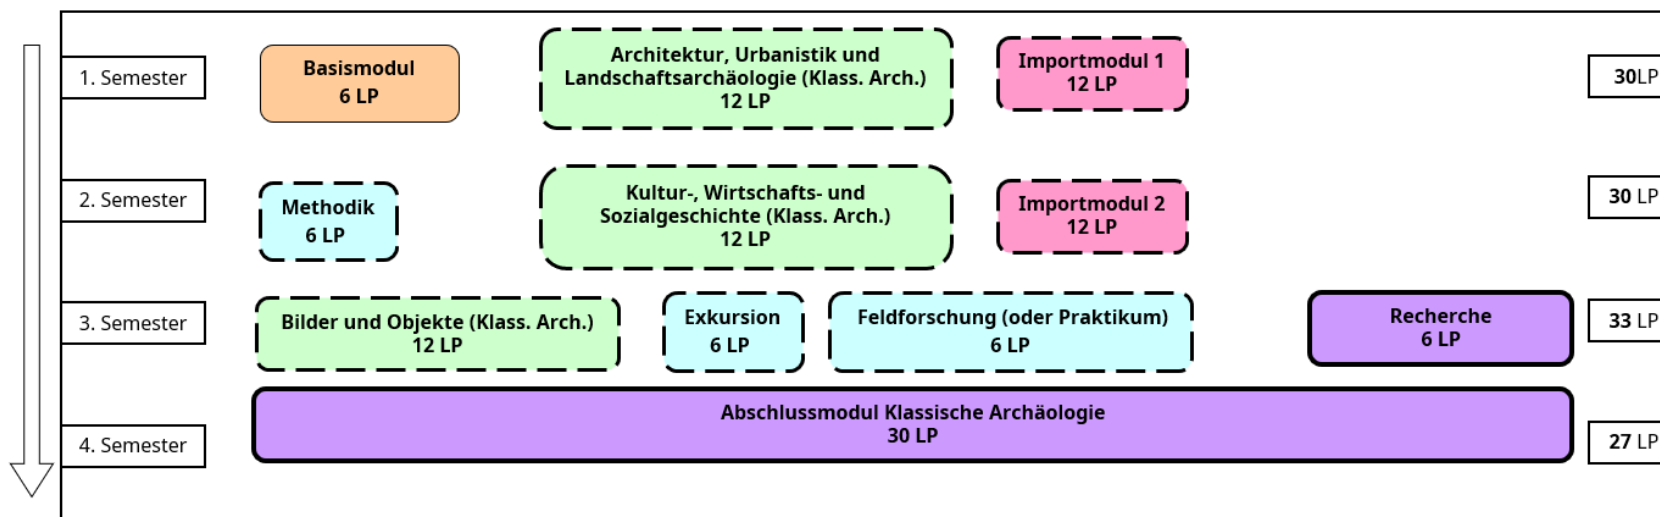 1. Semester
Basismodul
6 LP
Architektur, Urbanistik und
Landschaftsarchäologie (Klass. Arch.)
12 LP
Importmodul 1
12 LP
30LP
2. Semester
Methodik
6 LP
Kultur-, Wirtschafts- und
Sozialgeschichte (Klass. Arch.)
12 LP
Importmodul 2
12 LP
30 LP
3. Semester
Bilder und Objekte (Klass. Arch.)
12 LP
Exkursion
6 LP
Feldforschung (oder Praktikum)
6 LP
Recherche
6 LP
33 LP
4. Semester
Abschlussmodul Klassische Archäologie
30 LP
27 LP